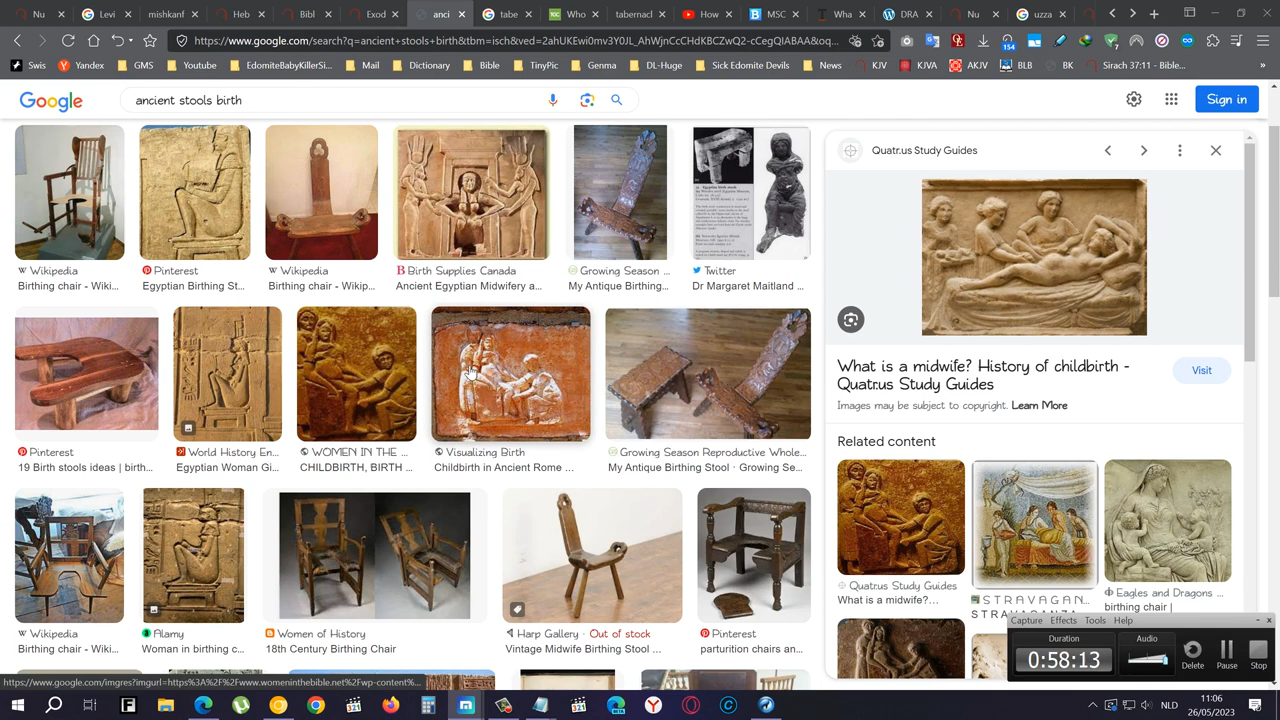 Nu
Levi
mishkanf
Heb
Bibl
Exod
anci
tabe
Who
tabernacl
How
MSC
Wha
DRA
Nu
uzza
https://www.google.com/search?q=ancient+stools+birth&tbm=isch&ved=2ahUKEwi0mv3Y0JL_AhWjnCcCHdKBCZwQ2-cCegQIABAA&oq…
154
7
Swis
Yandex
GMS
Youtube
EdomiteBabyKillerSi…
Mail
Dictionary
Bible
TinyPic
Genma
DL-Huge
Sick Edomite Devils
News
KJV
KJVA
AKJV
BLB
BK
Sirach 37:11 - Bible…
»
Google
ancient stools birth
Sign in
Wikipedia
Birthing chair - Wiki…
Pinterest
Egyptian Birthing St…
Wikipedia
Birthing chair - Wikip…
Birth Supplies Canada
Ancient Egyptian Midwifery a…
Growing Season …
My Antique Birthing…
Twitter
Dr Margaret Maitland …
Pinterest
19 Birth stools ideas | birth…
World History En…
Egyptian Woman Gi…
WOMEN IN THE …
CHILDBIRTH, BIRTH …
Visualizing Birth
Childbirth in Ancient Rome …
Growing Season Reproductive Whole…
My Antique Birthing Stool · Growing Se…
Wikipedia
Birthing chair - Wiki…
Alamy
Woman in birthing c…
Women of History
18th Century Birthing Chair
Harp Gallery · Out of stock
Vintage Midwife Birthing Stool …
Pinterest
parturition chairs an…
Quatr.us Study Guides
What is a midwife? History of childbirth -
Quatr.us Study Guides
Visit
Images may be subject to copyright. Learn More
Related content
Quatr.us Study Guides
What is a midwife?…
S T R A V A G A N…
S T R A V A G A N Z A
Eagles and Dragons …
birthing chair |
Capture Effects Tools Help
Duration
0:58:13
Audio
Delete
Pause
Stop
https://www.google.com/imgres?imgurl=https%3A%2F%2Fwww.womeninthebible.net%2Fwp-content%…
NLD
11:06
26/05/2023